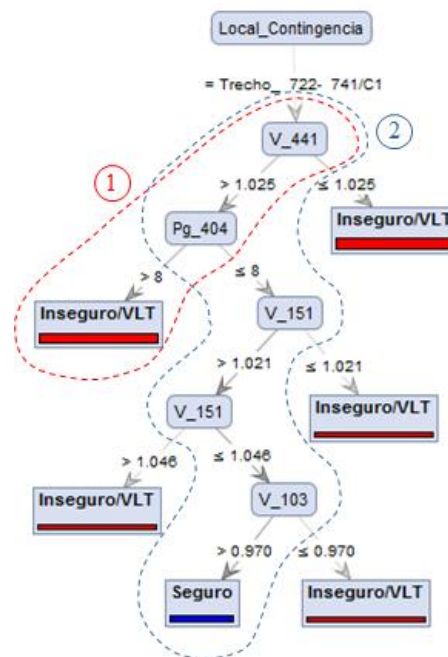 Local_Contingencia
= Trecho_ 722- 741/C1
1
2
V_441
> 1.025
≤ 1.025
Pg_404
Inseguro/VLT
> 8
≤ 8
Inseguro/VLT
V_151
> 1.021
≤ 1.021
V_151
Inseguro/VLT
> 1.046
≤ 1.046
Inseguro/VLT
V_103
> 0.970
≤ 0.970
Seguro
Inseguro/VLT